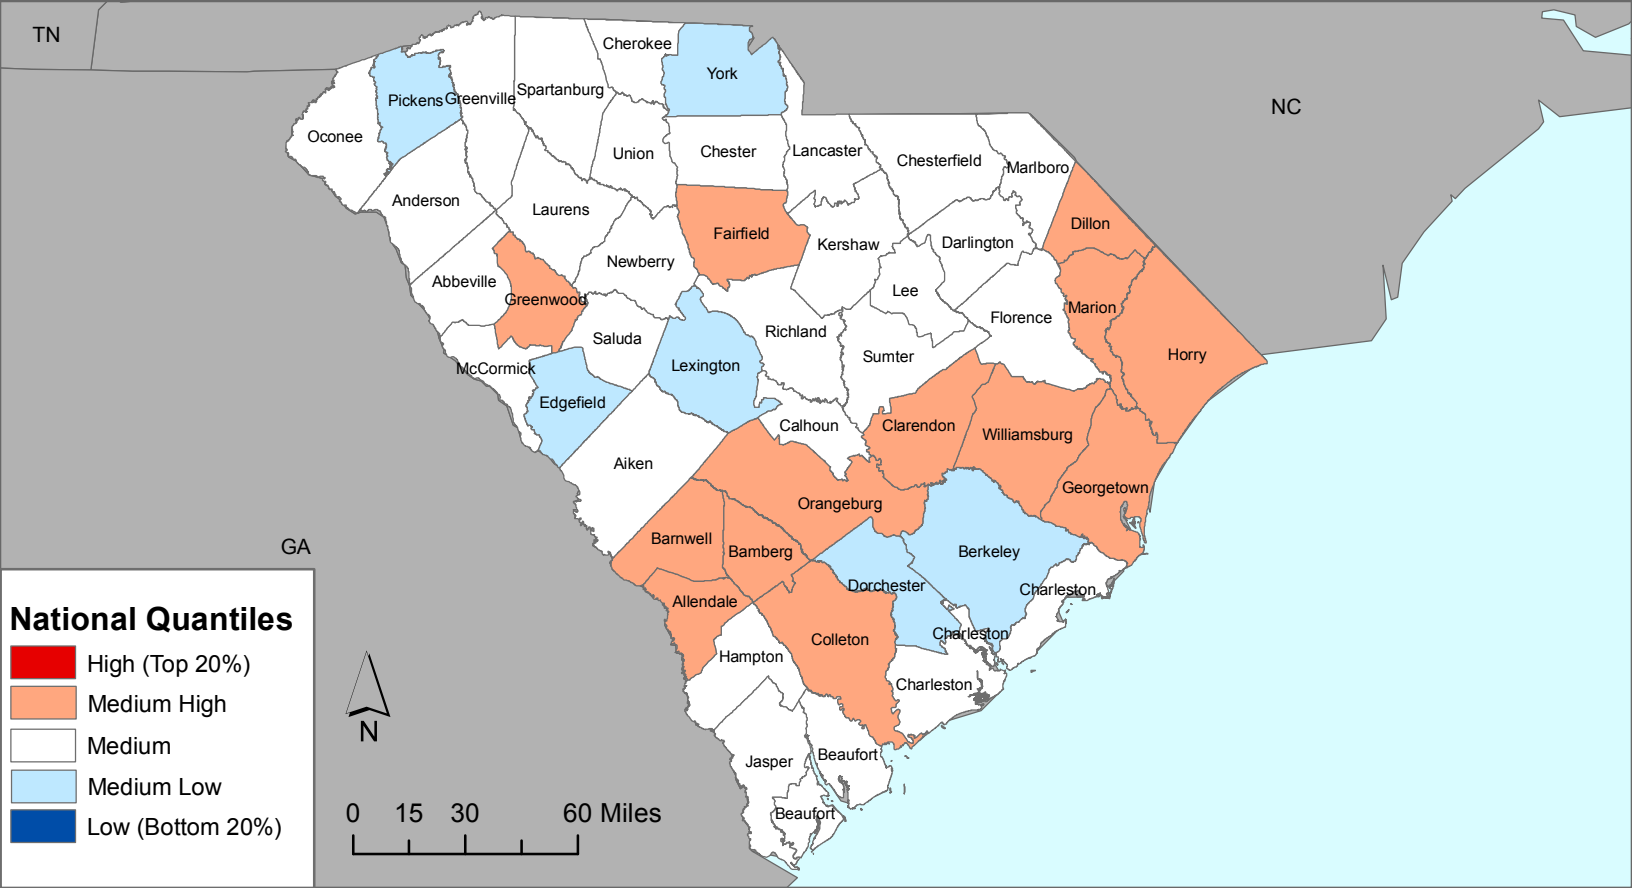 TN
Cherokee
York
Pickens
Greenville
Spartanburg
NC
Oconee
Union
Chester
Lancaster
Chesterfield
Marlboro
Anderson
Laurens
Fairfield
Kershaw
Darlington
Dillon
Newberry
Abbeville
Greenwood
Lee
Florence
Marion
Saluda
Richland
Sumter
Horry
McCormick
Lexington
Edgefield
Calhoun
Clarendon
Williamsburg
Aiken
Georgetown
Orangeburg
GA
Barnwell
Bamberg
Berkeley
Dorchester
Charleston
Allendale
Colleton
Charleston
Hampton
Charleston
Jasper
Beaufort
Beaufort
National Quantiles
High (Top 20%)
Medium High
Medium
Medium Low
Low (Bottom 20%)
N
0 15 30 60 Miles